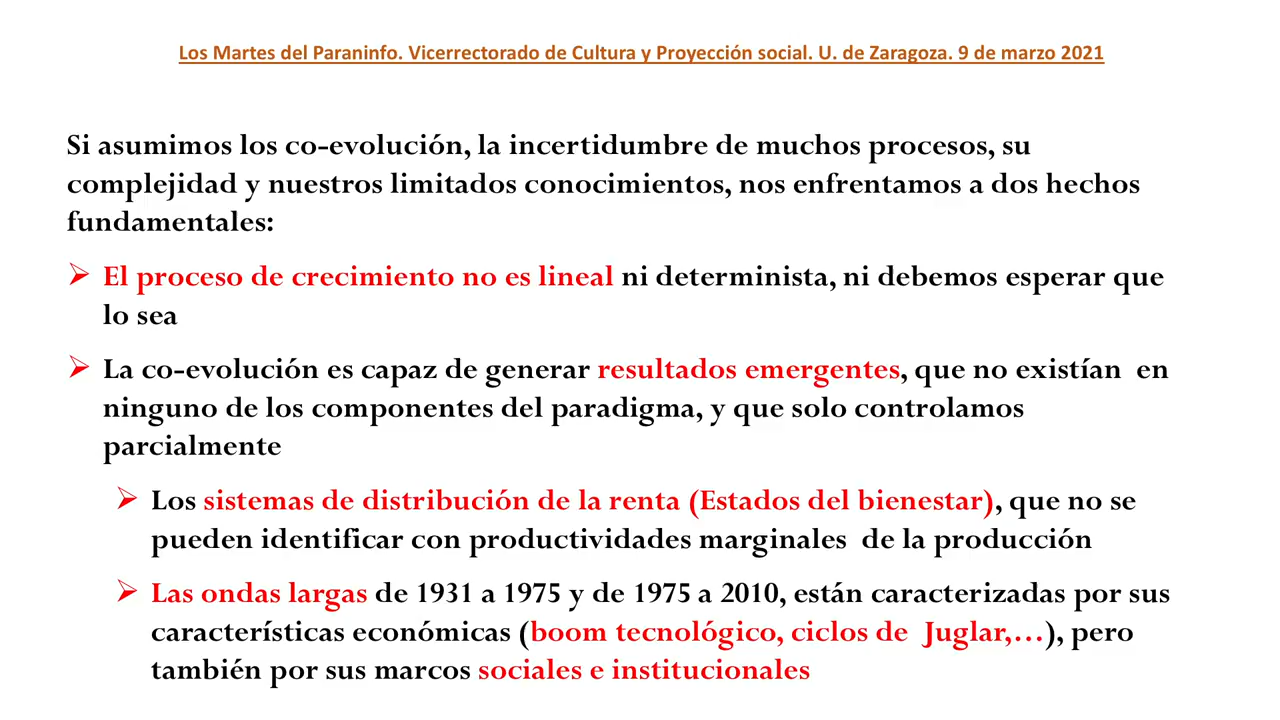 Los Martes del Paraninfo. Vicerrectorado de Cultura y Proyección social. U. de Zaragoza. 9 de marzo 2021
Si asumimos los co-evolución, la incertidumbre de muchos procesos, su
complejidad y nuestros limitados conocimientos, nos enfrentamos a dos hechos
fundamentales:
El proceso de crecimiento no es lineal ni determinista, ni debemos esperar que
lo sea
La co-evolución es capaz de generar resultados emergentes, que no existían en
ninguno de los componentes del paradigma, y que solo controlamos
parcialmente
Los sistemas de distribución de la renta (Estados del bienestar), que no se
pueden identificar con productividades marginales de la producción
Las ondas largas de 1931 a 1975 y de 1975 a 2010, están caracterizadas por sus
características económicas (boom tecnológico, ciclos de Juglar,…), pero
también por sus marcos sociales e institucionales